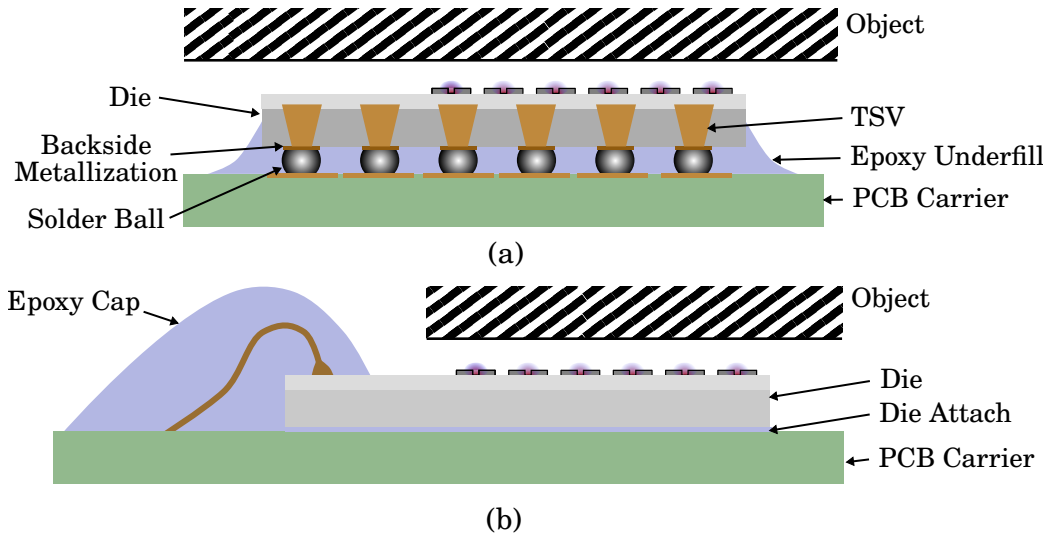 Object
Die
TSV
Backside
Metallization
Epoxy Underfill
Solder Ball
PCB Carrier
(a)
Epoxy Cap
Object
Die
Die Attach
PCB Carrier
(b)